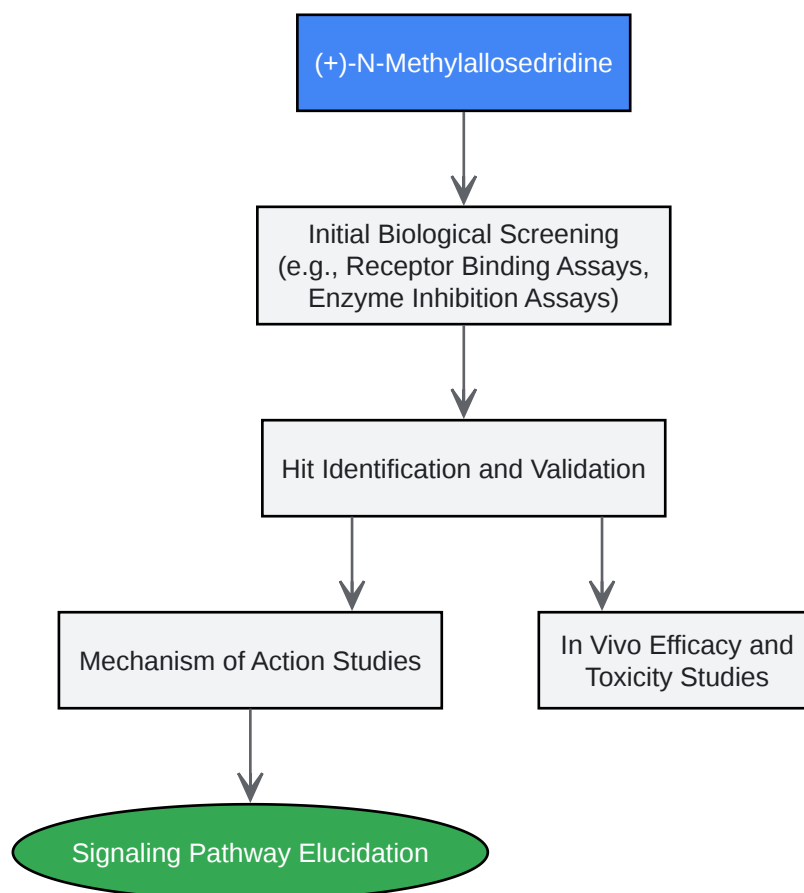 (+)-N-Methylallosedridine
Initial Biological Screening
(e.g., Receptor Binding Assays,
Enzyme Inhibition Assays)
Hit Identification and Validation
Mechanism of Action Studies
In Vivo Efficacy and
Toxicity Studies
Signaling Pathway Elucidation